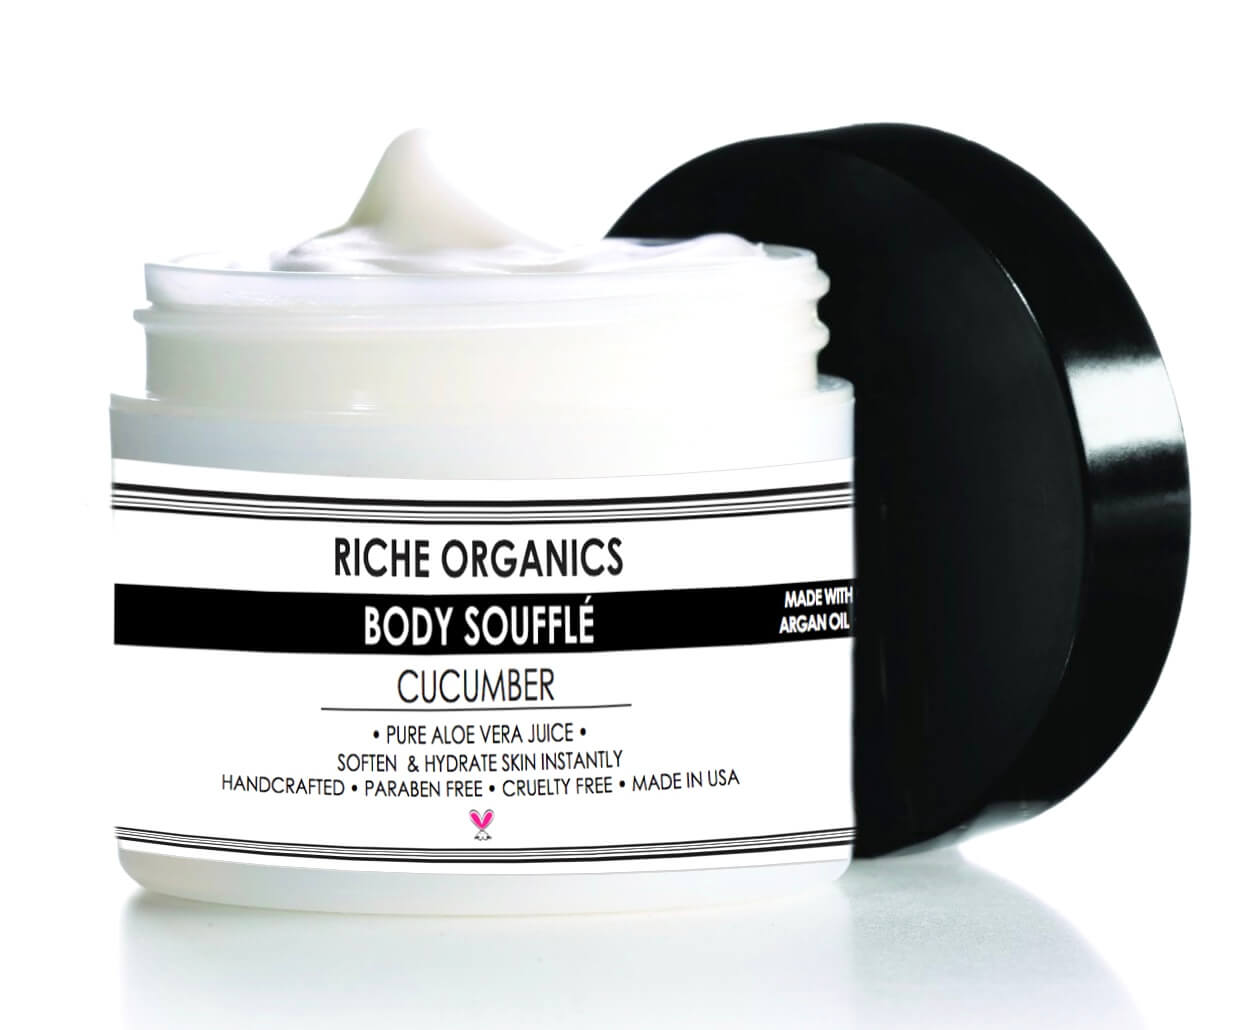 RICHE ORGANICS
BODY SOUFFLÉ
MADE WITH
ARGAN OIL
CUCUMBER
• PURE ALOE VERA JUICE •
SOFTEN & HYDRATE SKIN INSTANTLY
HANDCRAFTED • PARABEN FREE • CRUELTY FREE • MADE IN USA